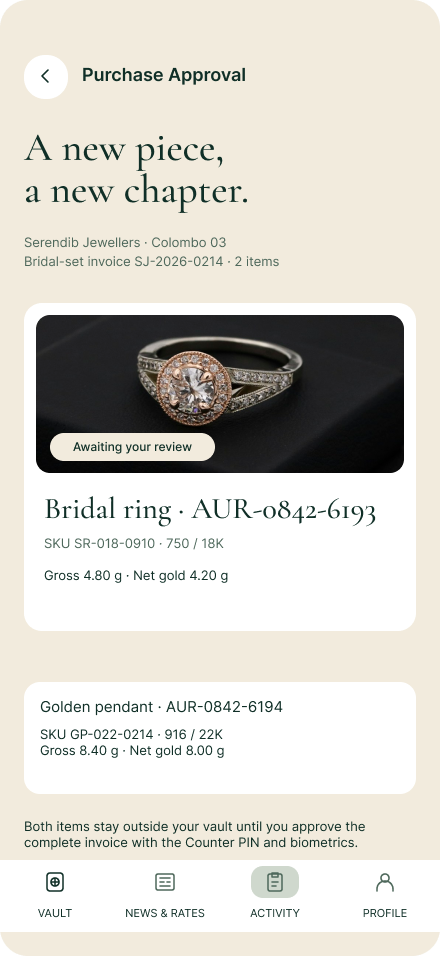 Purchase Approval
A new piece,
a new chapter.
Serendib Jewellers · Colombo 03
Bridal-set invoice SJ-2026-0214 · 2 items
Awaiting your review
Bridal ring · AUR-0842-6193
SKU SR-018-0910 · 750 / 18K
Gross 4.80 g · Net gold 4.20 g
Golden pendant · AUR-0842-6194
SKU GP-022-0214 · 916 / 22K
Gross 8.40 g · Net gold 8.00 g
Both items stay outside your vault until you approve the
complete invoice with the Counter PIN and biometrics.
VAULT
NEWS & RATES
ACTIVITY
PROFILE